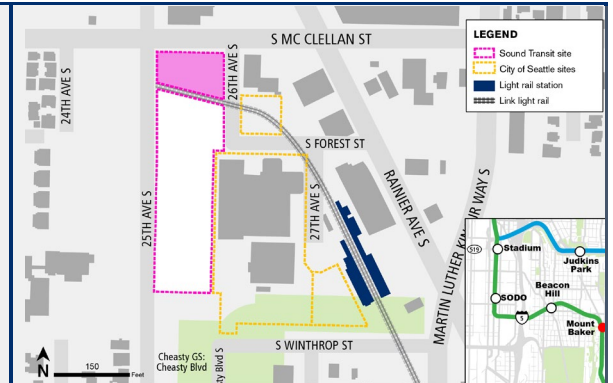 S MC CLELLAN ST
LEGEND
Sound Transit site
City of Seattle sites
Light rail station
Link light rail
24TH AVE S
26TH AVE S
S FOREST ST
25TH AVE S
27TH AVE S
RAINIER AVE S
MARTIN LUTHER KING JR WAY S
519
Stadium
Judkins
Park
Beacon
Hill
SODO
5
Mount
Baker
S WINTHROP ST
Cheasty GS:
Cheasty Blvd
ty Blvd S
N
150
Feet